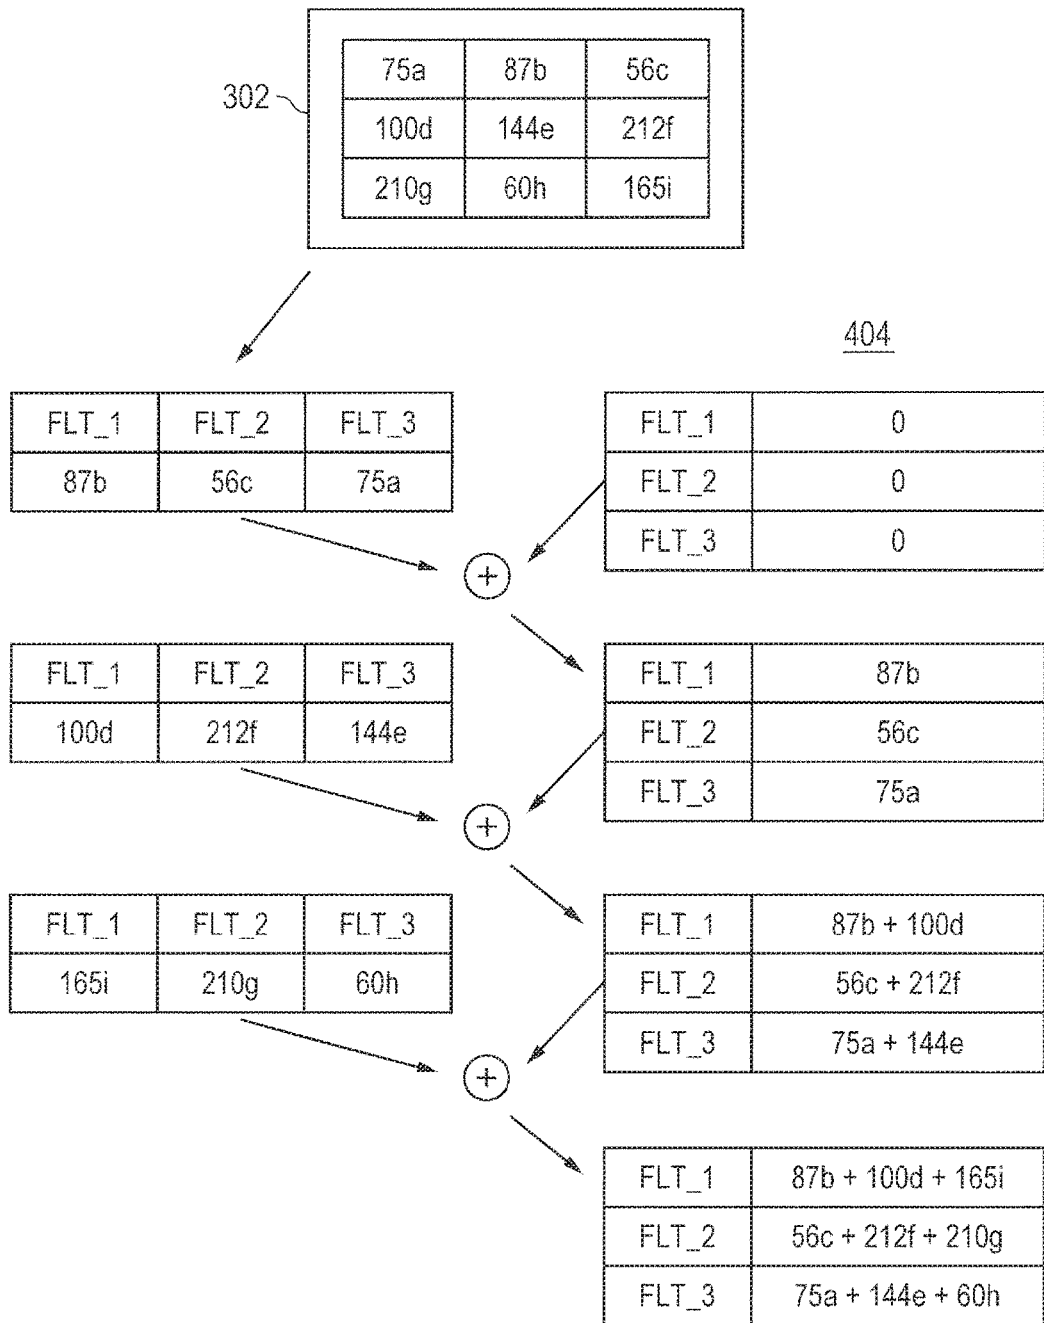 75a 87b 56c
302
100d 144e 212f
210g 60h 165i
404
FLT_1 FLT_2 FLT_3
87b 56c 75a
FLT_1 0
FLT_2 0
FLT_3 0
+
FLT_1 FLT_2 FLT_3
100d 212f 144e
FLT_1 87b
FLT_2 56c
FLT_3 75a
+
FLT_1 FLT_2 FLT_3
165i 210g 60h
FLT_1 87b + 100d
FLT_2 56c + 212f
FLT_3 75a + 144e
+
FLT_1 87b + 100d + 165i
FLT_2 56c + 212f + 210g
FLT_3 75a + 144e + 60h